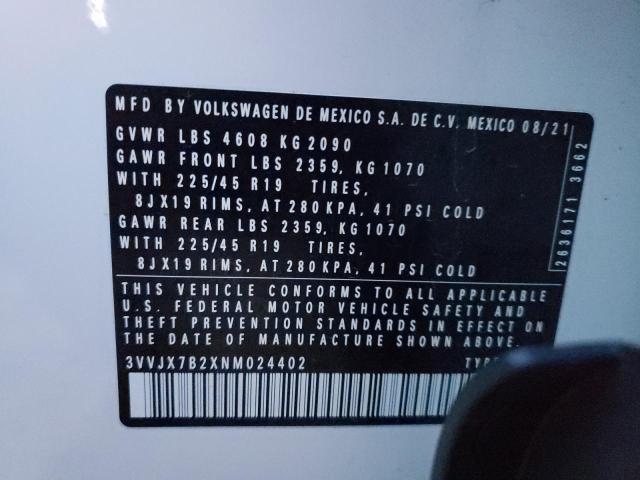 MFD BY VOLKSWAGEN DE MEXICO S.A. DE C.V. MEXICO 08/21
GVWR LBS 4608 KG 2090
GAWR FRONT LBS 2359, KG 1070
WITH 225/45 R19 TIRES,
8JX19 RIMS, AT 280 KPA, 41 PSI COLD
GAWR REAR LBS 2359, KG 1070
WITH 225/45 R19 TIRES,
8JX19 RIMS, AT 280 KPA, 41 PSI COLD
2636171 3662
THIS VEHICLE CONFORMS TO ALL APPLICABLE
U.S. FEDERAL MOTOR VEHICLE SAFETY AND
THEFT PREVENTION STANDARDS IN EFFECT ON
THE DATE OF MANUFACTURE SHOWN ABOVE.
3VVJX7B2XNM024402 TYPE